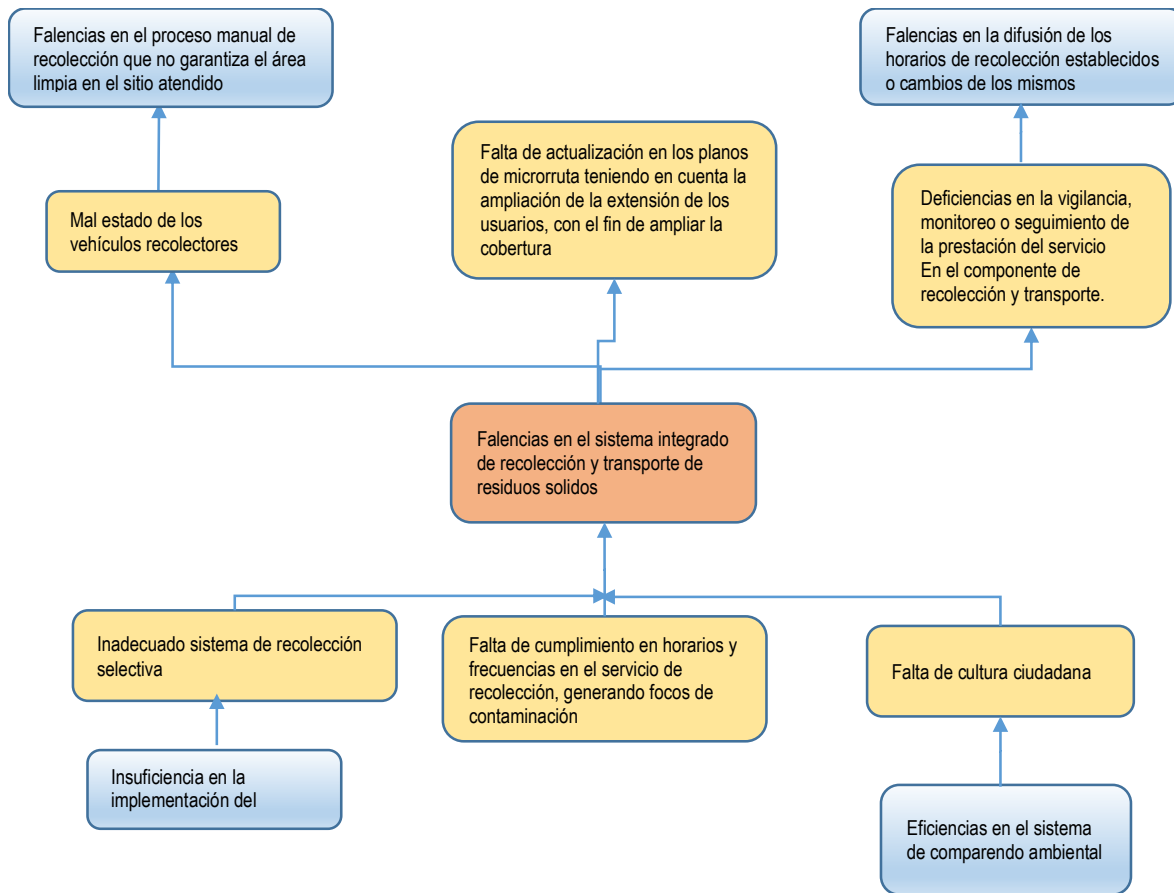 Falencias en el proceso manual de
recolección que no garantiza el área
limpia en el sitio atendido
Falencias en la difusión de los
horarios de recolección establecidos
o cambios de los mismos
Falta de actualización en los planos
de microrruta teniendo en cuenta la
ampliación de la extensión de los
usuarios, con el fin de ampliar la
cobertura
Mal estado de los
vehículos recolectores
Deficiencias en la vigilancia,
monitoreo o seguimiento de
la prestación del servicio
En el componente de
recolección y transporte.
Falencias en el sistema integrado
de recolección y transporte de
residuos solidos
Inadecuado sistema de recolección
selectiva
Falta de cumplimiento en horarios y
frecuencias en el servicio de
recolección, generando focos de
contaminación
Falta de cultura ciudadana
Insuficiencia en la
implementación del
Eficiencias en el sistema
de comparendo ambiental